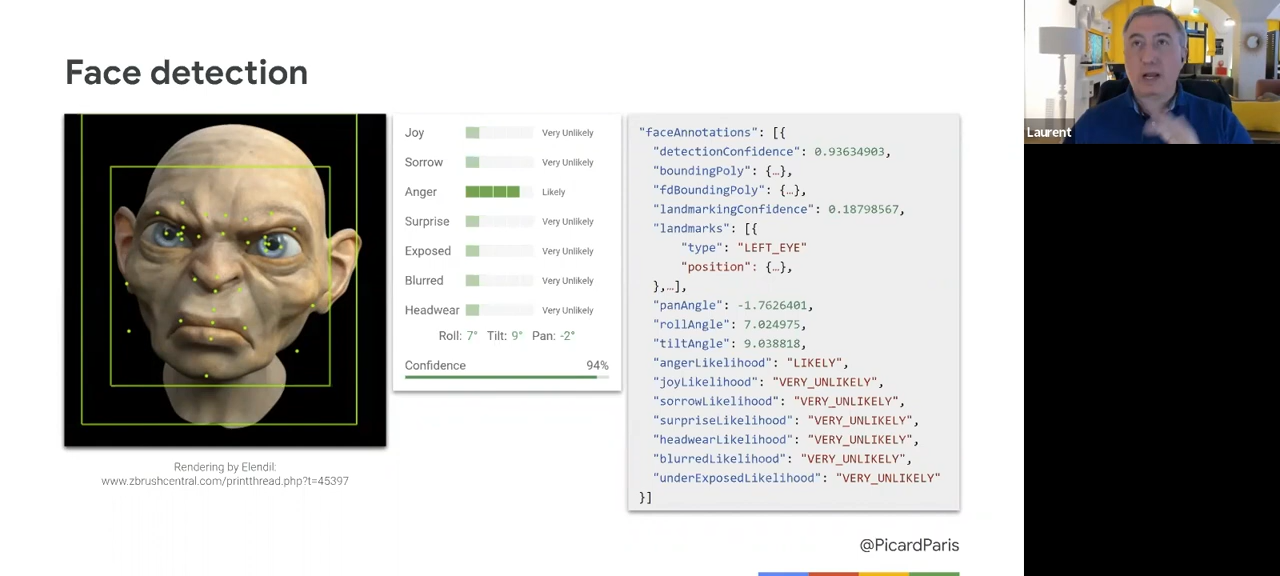 Face detection
Joy Very Unlikely
Sorrow Very Unlikely
Anger Likely
Surprise Very Unlikely
Exposed Very Unlikely
Blurred Very Unlikely
Headwear Very Unlikely
Roll: 7° Tilt: 9° Pan: -2°
Confidence 94%
"faceAnnotations": [{
"detectionConfidence": 0.93634903,
"boundingPoly": {…},
"fdBoundingPoly": {…},
"landmarkingConfidence": 0.18798567,
"landmarks": [{
"type": "LEFT_EYE"
"position": {…},
},…],
"panAngle": -1.7626401,
"rollAngle": 7.024975,
"tiltAngle": 9.038818,
"angerLikelihood": "LIKELY",
"joyLikelihood": "VERY_UNLIKELY",
"sorrowLikelihood": "VERY_UNLIKELY",
"surpriseLikelihood": "VERY_UNLIKELY",
"headwearLikelihood": "VERY_UNLIKELY",
"blurredLikelihood": "VERY_UNLIKELY",
"underExposedLikelihood": "VERY_UNLIKELY"
}]
Rendering by Elendil:
www.zbrushcentral.com/printthread.php?t=45397
@PicardParis
Laurent